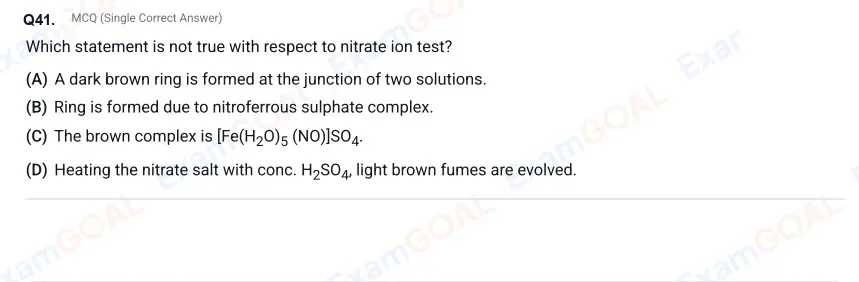 Q41. MCQ (Single Correct Answer)
Which statement is not true with respect to nitrate ion test?
(A) A dark brown ring is formed at the junction of two solutions.
(B) Ring is formed due to nitroferrous sulphate complex.
(C) The brown complex is [Fe(H₂O)₅ (NO)]SO₄.
(D) Heating the nitrate salt with conc. H₂SO₄, light brown fumes are evolved.